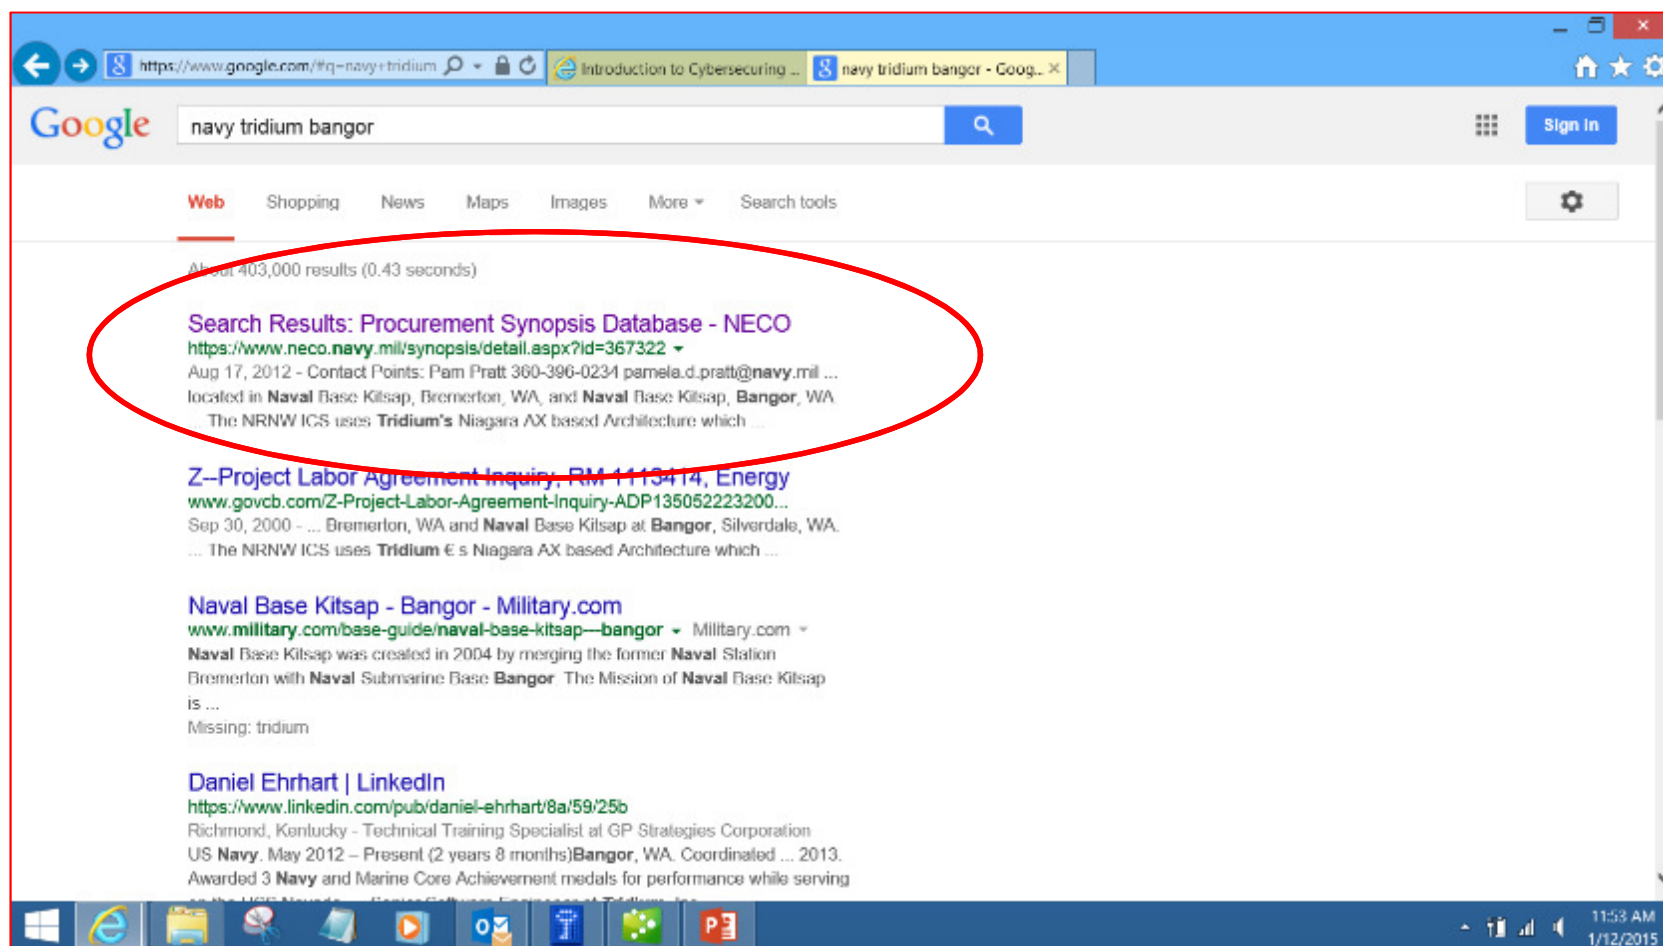 https://www.google.com/#q=navy+tridium
Introduction to Cybersecuring ...
navy tridium bangor - Goog...
Google
navy tridium bangor
Sign in
Web Shopping News Maps Images More Search tools
About 403,000 results (0.43 seconds)
Search Results: Procurement Synopsis Database - NECO
https://www.neco.navy.mil/synopsis/detail.aspx?id=367322
Aug 17, 2012 - Contact Points: Pam Pratt 360-396-0234 pamela.d.pratt@navy.mil ...
located in Naval Base Kitsap, Bremerton, WA, and Naval Base Kitsap, Bangor, WA
... The NRNW ICS uses Tridium's Niagara AX based Architecture which ...
Z--Project Labor Agreement Inquiry, RM 1113414, Energy
www.govcb.com/Z-Project-Labor-Agreement-Inquiry-ADP135052223200...
Sep 30, 2000 - ... Bremerton, WA and Naval Base Kitsap at Bangor, Silverdale, WA.
... The NRNW ICS uses Tridium € s Niagara AX based Architecture which ...
Naval Base Kitsap - Bangor - Military.com
www.military.com/base-guide/naval-base-kitsap---bangor Military.com
Naval Base Kitsap was created in 2004 by merging the former Naval Station
Bremerton with Naval Submarine Base Bangor. The Mission of Naval Base Kitsap
is ...
Missing: tridium
Daniel Ehrhart | LinkedIn
https://www.linkedin.com/pub/daniel-ehrhart/8a/59/25b
Richmond, Kentucky - Technical Training Specialist at GP Strategies Corporation
US Navy. May 2012 – Present (2 years 8 months)Bangor, WA. Coordinated ... 2013.
Awarded 3 Navy and Marine Core Achievement medals for performance while serving
11:53 AM
1/12/2015